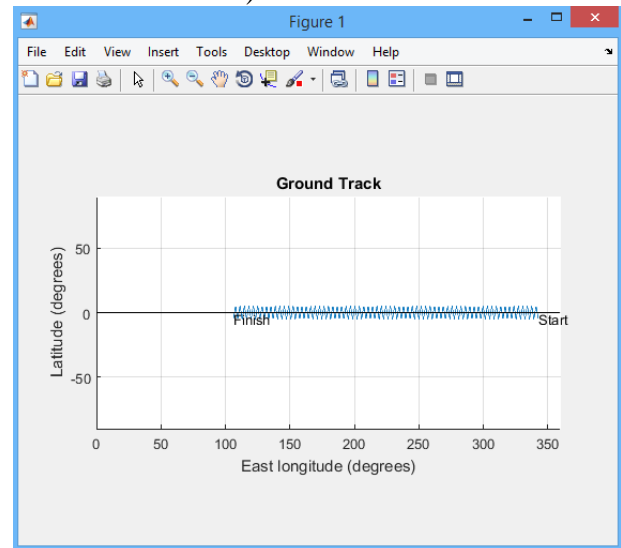 Figure 1
File Edit View Insert Tools Desktop Window Help
Ground Track
Latitude (degrees)
50
0
-50
Finish
Start
0 50 100 150 200 250 300 350
East longitude (degrees)